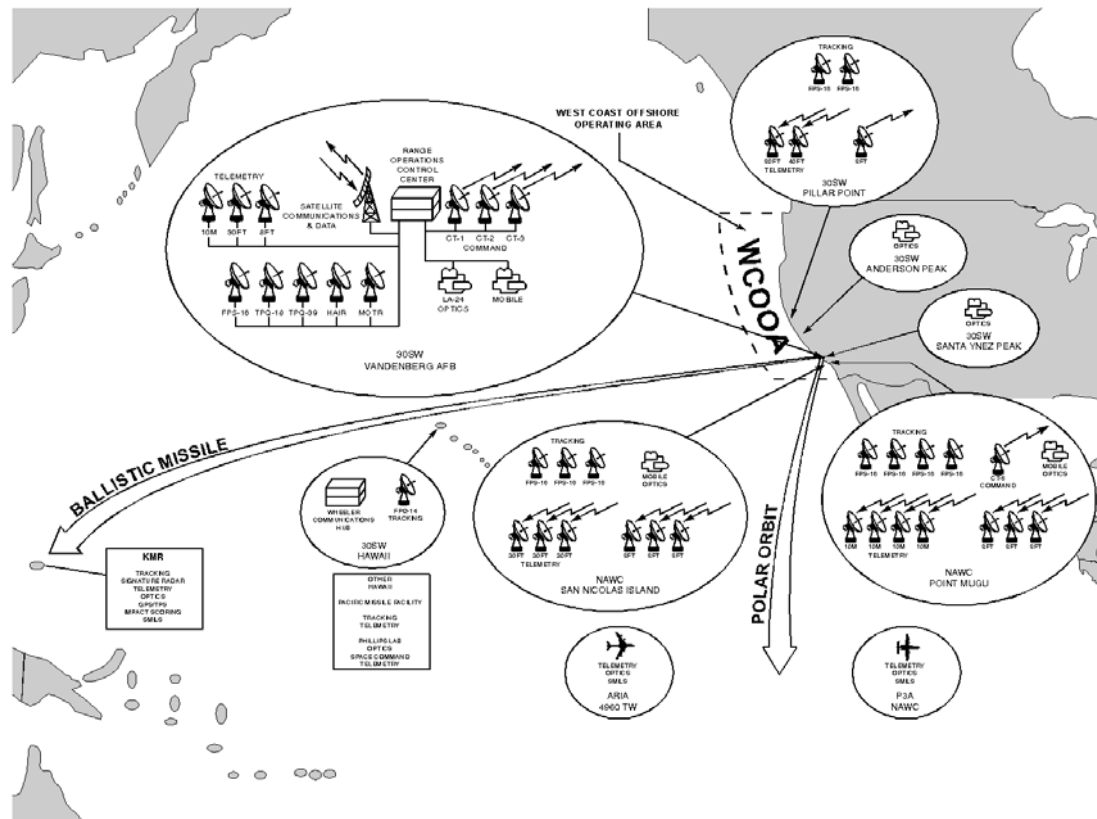 TRACKING
FPS-16 FPS-16
60FT 40FT 8FT
TELEMETRY
30SW
PILLAR POINT
WEST COAST OFFSHORE
OPERATING AREA
RANGE
OPERATIONS
CONTROL
CENTER
TELEMETRY
SATELLITE
COMMUNICATIONS
& DATA
10M 30FT 8FT
CT-1 CT-2 CT-3
COMMAND
FPS-16 TPQ-18 TPQ-39 HAIR MOTR
LA-24
OPTICS
MOBILE
30SW
VANDENBERG AFB
WCOOA
OPTICS
30SW
ANDERSON PEAK
OPTICS
30SW
SANTA YNEZ PEAK
BALLISTIC MISSILE
POLAR ORBIT
KMR
TRACKING
SIGNATURE RADAR
TELEMETRY
OPTICS
GPS/TPS
IMPACT SCORING
SMILS
WHEELER
COMMUNICATIONS
HUB
FPQ-14
TRACKING
30SW
HAWAII
OTHER
HAWAII
PACIFIC MISSILE FACILITY
TRACKING
TELEMETRY
PHILLIPS LAB
OPTICS
SPACE COMMAND
TELEMETRY
TRACKING
FPS-16 FPS-16 FPS-16
MOBILE
OPTICS
30FT 30FT 30FT
TELEMETRY
8FT 8FT 8FT
NAWC
SAN NICOLAS ISLAND
TRACKING
FPS-16 FPS-16 FPS-16 FPS-16
COMMAND
MOBILE
OPTICS
10M 10M 10M 10M
TELEMETRY
8FT 8FT 8FT
NAWC
POINT MUGU
TELEMETRY
OPTICS
SMILS
ARIA
4960 TW
TELEMETRY
OPTICS
SMILS
P3A
NAWC